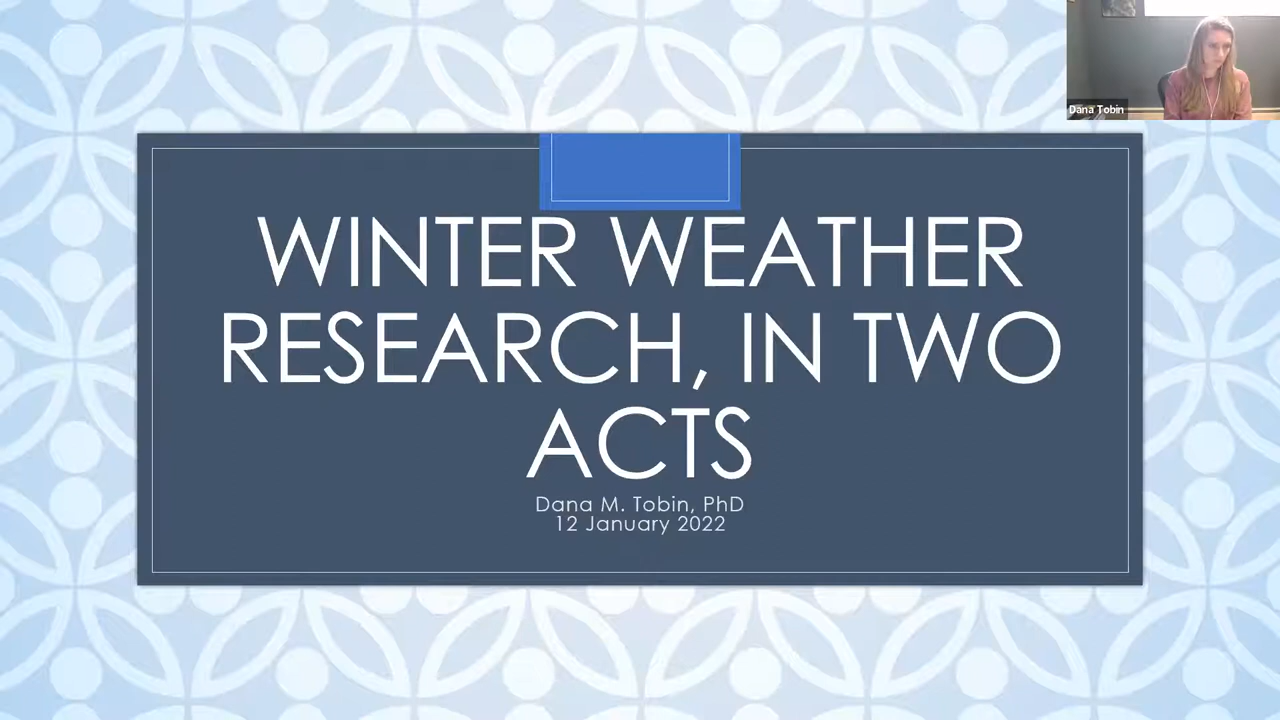 Dana Tobin
WINTER WEATHER
RESEARCH, IN TWO
ACTS
Dana M. Tobin, PhD
12 January 2022